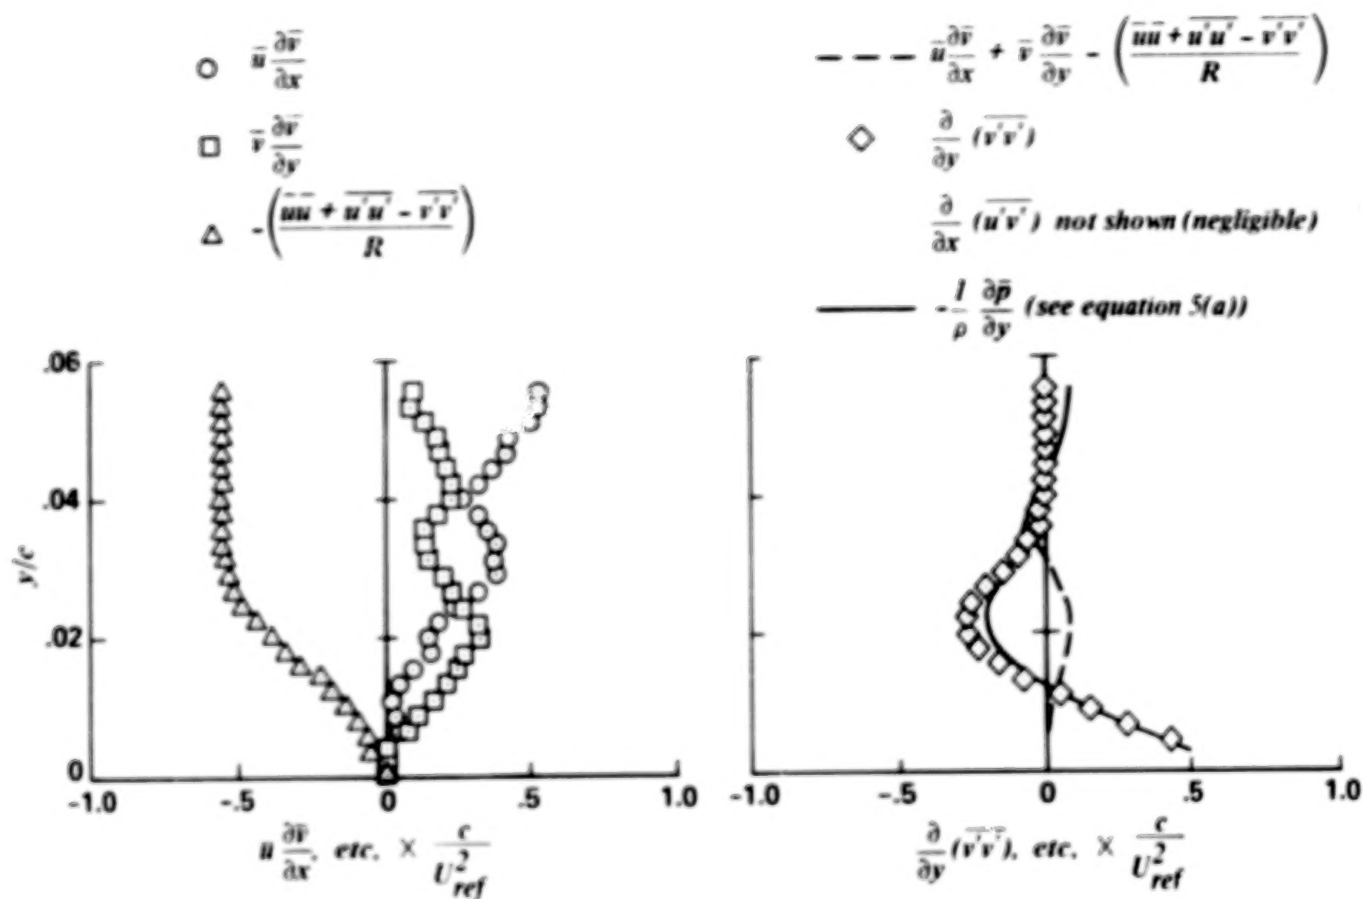 ○ ū ∂v̄/∂x
□ v̄ ∂v̄/∂y
△ -((ūū + \overline{u'u'} - \overline{v'v'})/R)
– – – ū ∂v̄/∂x + v̄ ∂v̄/∂y - ((ūū + \overline{u'u'} - \overline{v'v'})/R)
◇ ∂/∂y (\overline{v'v'})
∂/∂x (\overline{u'v'}) not shown (negligible)
—— -1/ρ ∂p̄/∂y (see equation 5(a))
.06
.04
.02
0
y/c
-1.0 -.5 0 .5 1.0
ū ∂v̄/∂x, etc. × c/U²ref
-1.0 -.5 0 .5 1.0
∂/∂y (\overline{v'v'}), etc. × c/U²ref